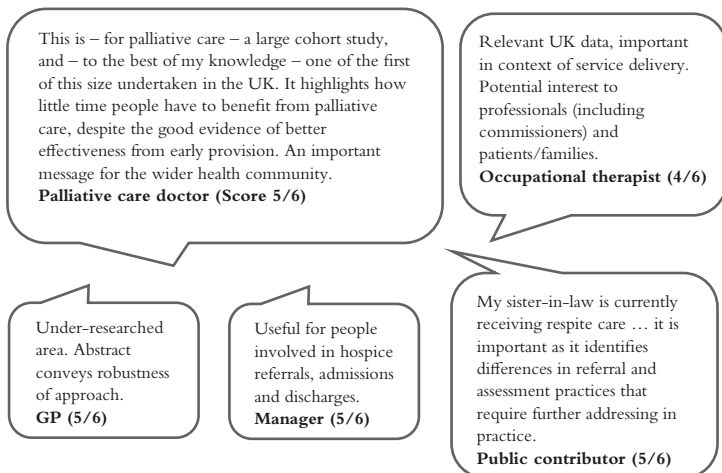 This is – for palliative care – a large cohort study,
and – to the best of my knowledge – one of the first
of this size undertaken in the UK. It highlights how
little time people have to benefit from palliative
care, despite the good evidence of better
effectiveness from early provision. An important
message for the wider health community.
Palliative care doctor (Score 5/6)
Relevant UK data, important
in context of service delivery.
Potential interest to
professionals (including
commissioners) and
patients/families.
Occupational therapist (4/6)
Under-researched
area. Abstract
conveys robustness
of approach.
GP (5/6)
Useful for people
involved in hospice
referrals, admissions
and discharges.
Manager (5/6)
My sister-in-law is currently
receiving respite care … it is
important as it identifies
differences in referral and
assessment practices that
require further addressing in
practice.
Public contributor (5/6)